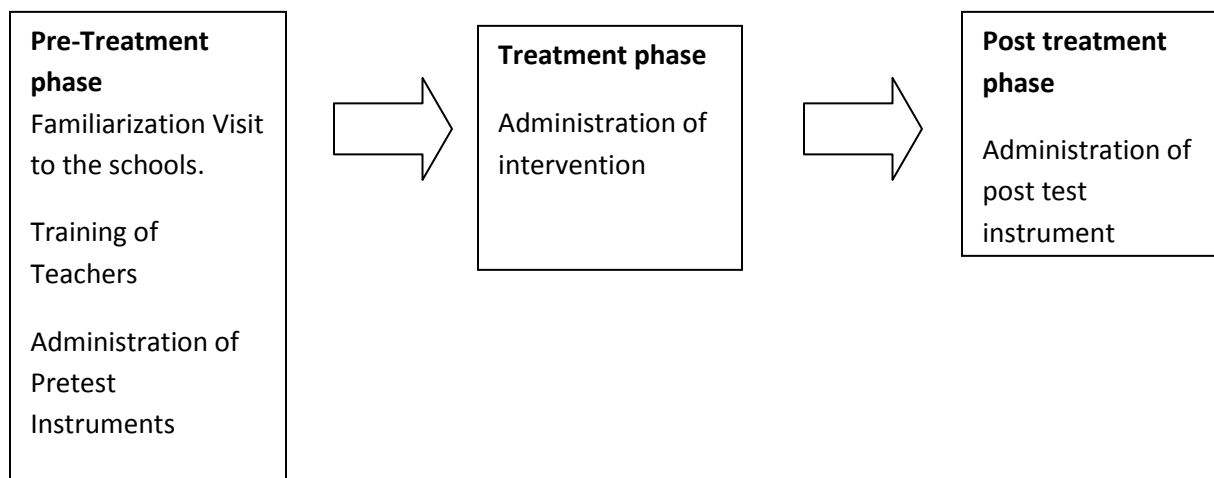 Pre-Treatment
phase
Familiarization Visit
to the schools.
Training of
Teachers
Administration of
Pretest
Instruments
Treatment phase
Administration of
intervention
Post treatment
phase
Administration of
post test
instrument